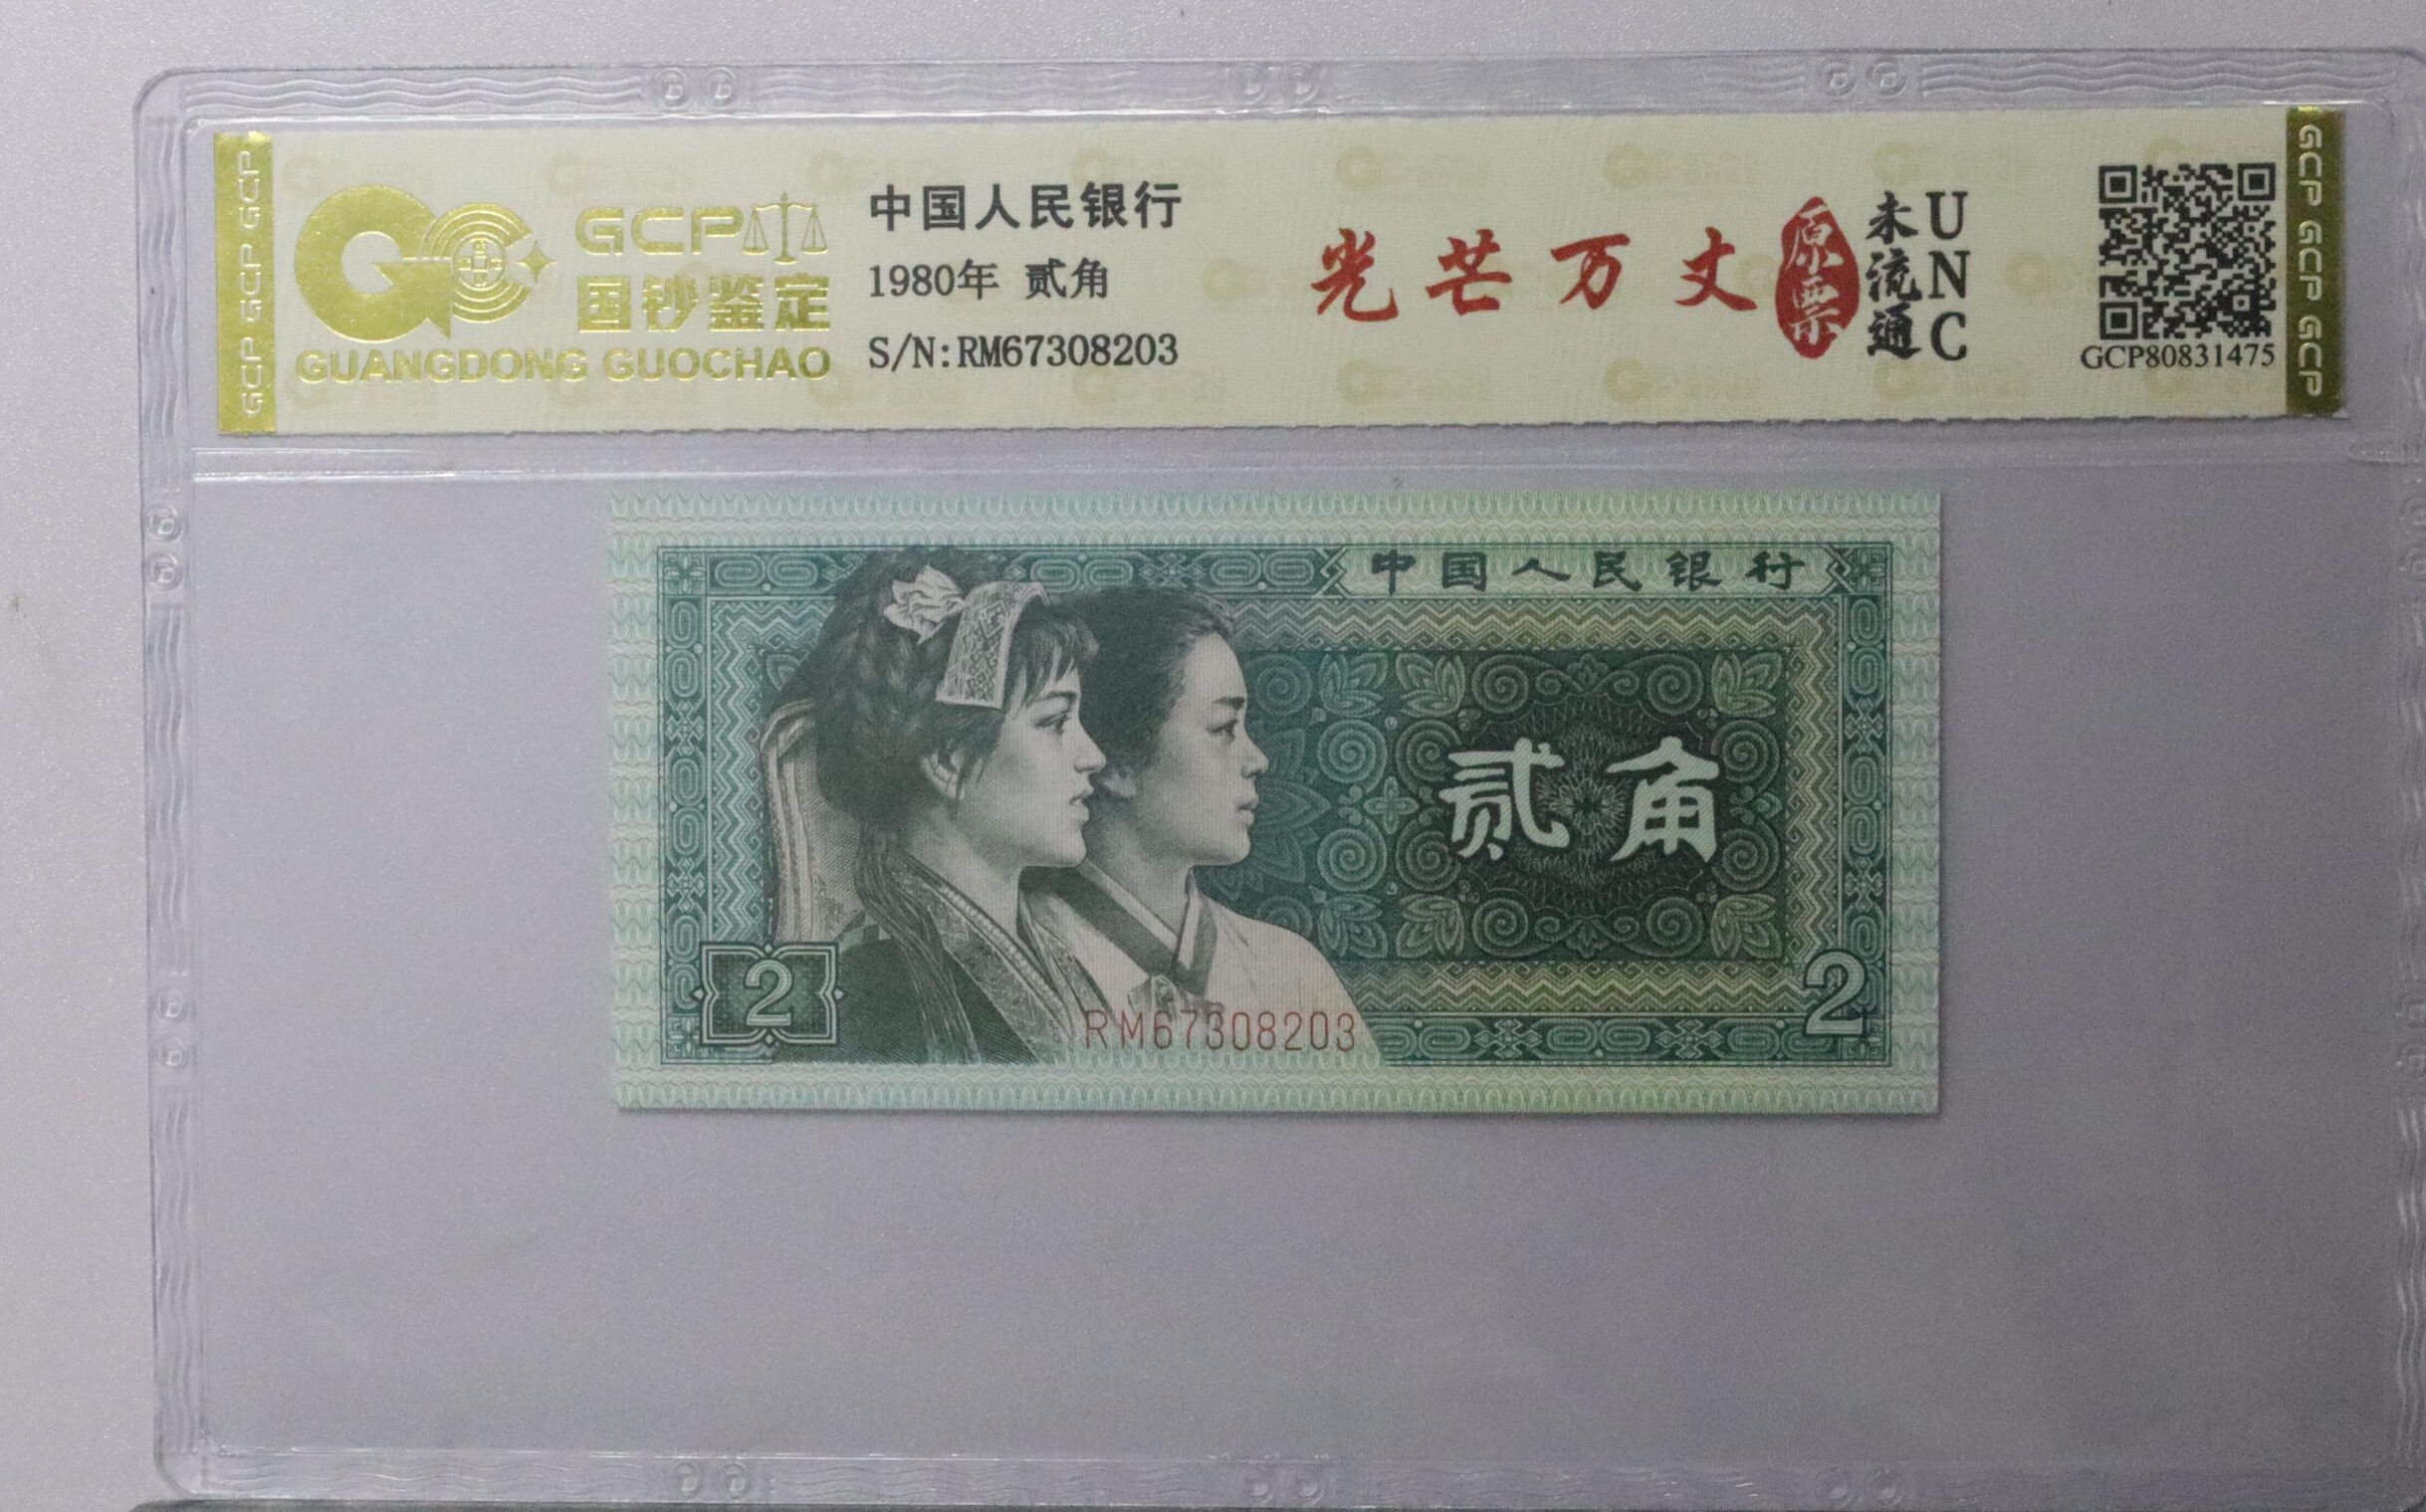 GCP GCP GCP
GCP
国钞鉴定
GUANGDONG GUOCHAO
中国人民银行
1980年 贰角
S/N:RM67308203
光芒万丈
原票
未流通
UNC
GCP80831475
GCP GCP GCP
中国人民银行
贰角
2
RM67308203
2